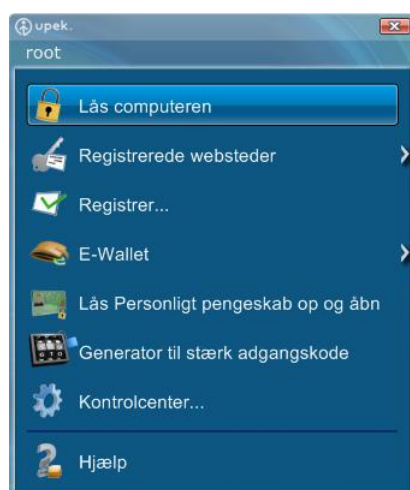 upek.
root
Lås computeren
Registrerede websteder
Registrer...
E-Wallet
Lås Personligt pengeskab op og åbn
Generator til stærk adgangskode
Kontrolcenter...
Hjælp